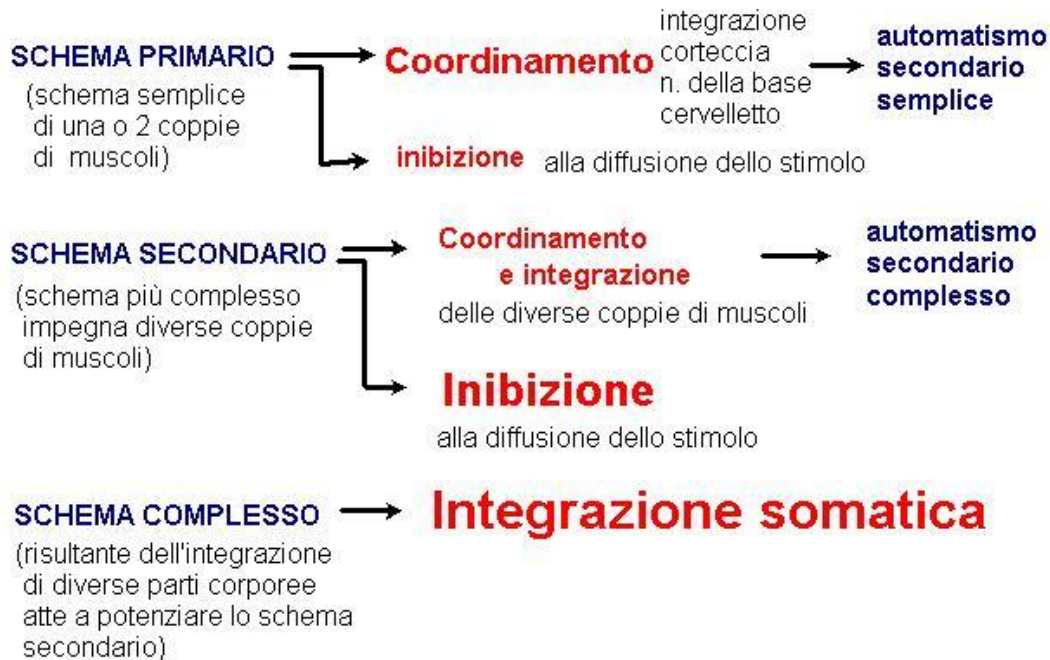 SCHEMA PRIMARIO
(schema semplice
di una o 2 coppie
di muscoli)
Coordinamento
integrazione
corteccia
n. della base
cervelletto
automatismo
secondario
semplice
inibizione alla diffusione dello stimolo
SCHEMA SECONDARIO
(schema più complesso
impegna diverse coppie
di muscoli)
Coordinamento
e integrazione
delle diverse coppie di muscoli
automatismo
secondario
complesso
Inibizione
alla diffusione dello stimolo
SCHEMA COMPLESSO
(risultante dell'integrazione
di diverse parti corporee
atte a potenziare lo schema
secondario)
Integrazione somatica